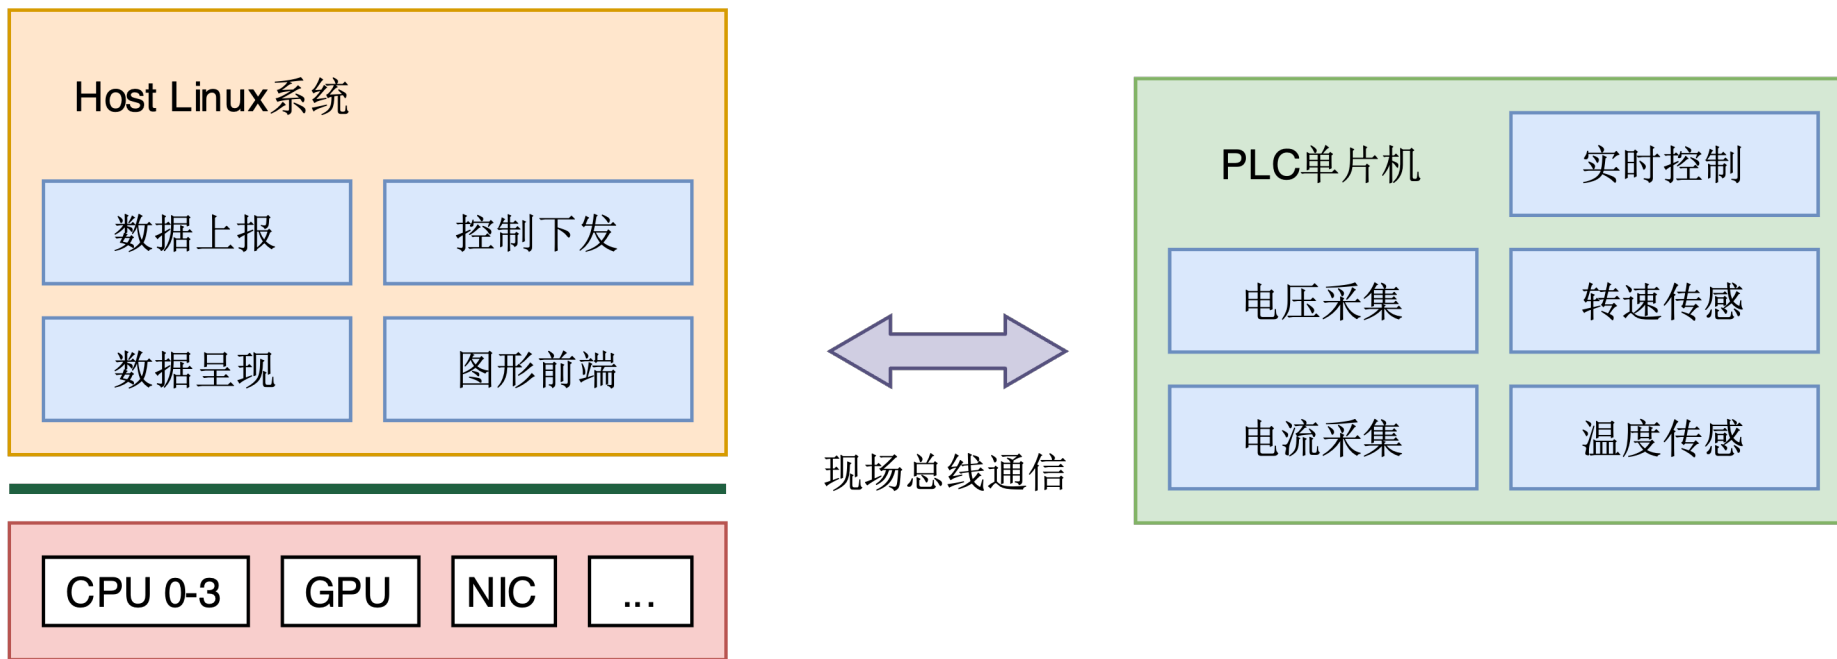 Host Linux系统
数据上报
控制下发
数据呈现
图形前端
CPU 0-3
GPU
NIC
...
现场总线通信
PLC单片机
实时控制
电压采集
转速传感
电流采集
温度传感